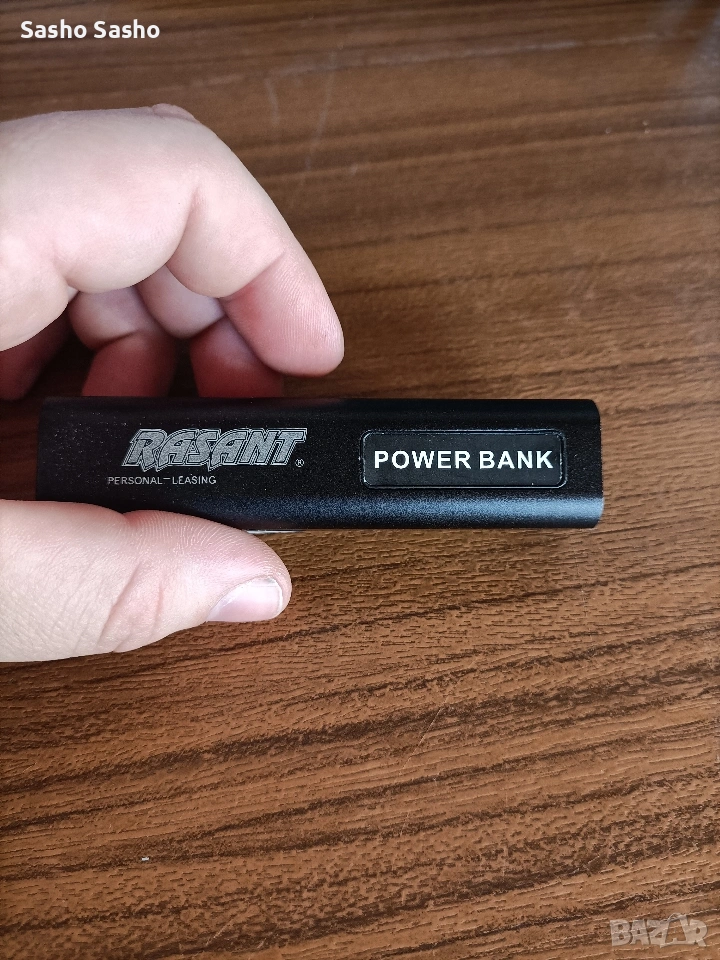 Sasho Sasho
RASANT®
PERSONAL-LEASING
POWER BANK
BAZAR